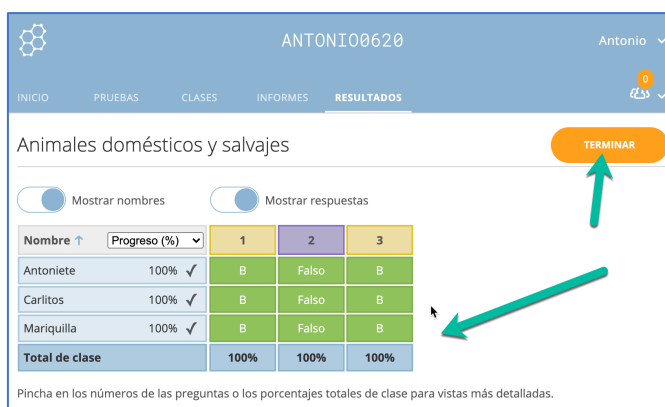 ANTONIO0620
Antonio
0
INICIO PRUEBAS CLASES INFORMES RESULTADOS
Animales domésticos y salvajes
TERMINAR
Mostrar nombres Mostrar respuestas
Nombre ↑ Progreso (%) 1 2 3
Antoniete 100% ✓ B Falso B
Carlitos 100% ✓ B Falso B
Mariquilla 100% ✓ B Falso B
Total de clase 100% 100% 100%
Pincha en los números de las preguntas o los porcentajes totales de clase para vistas más detalladas.